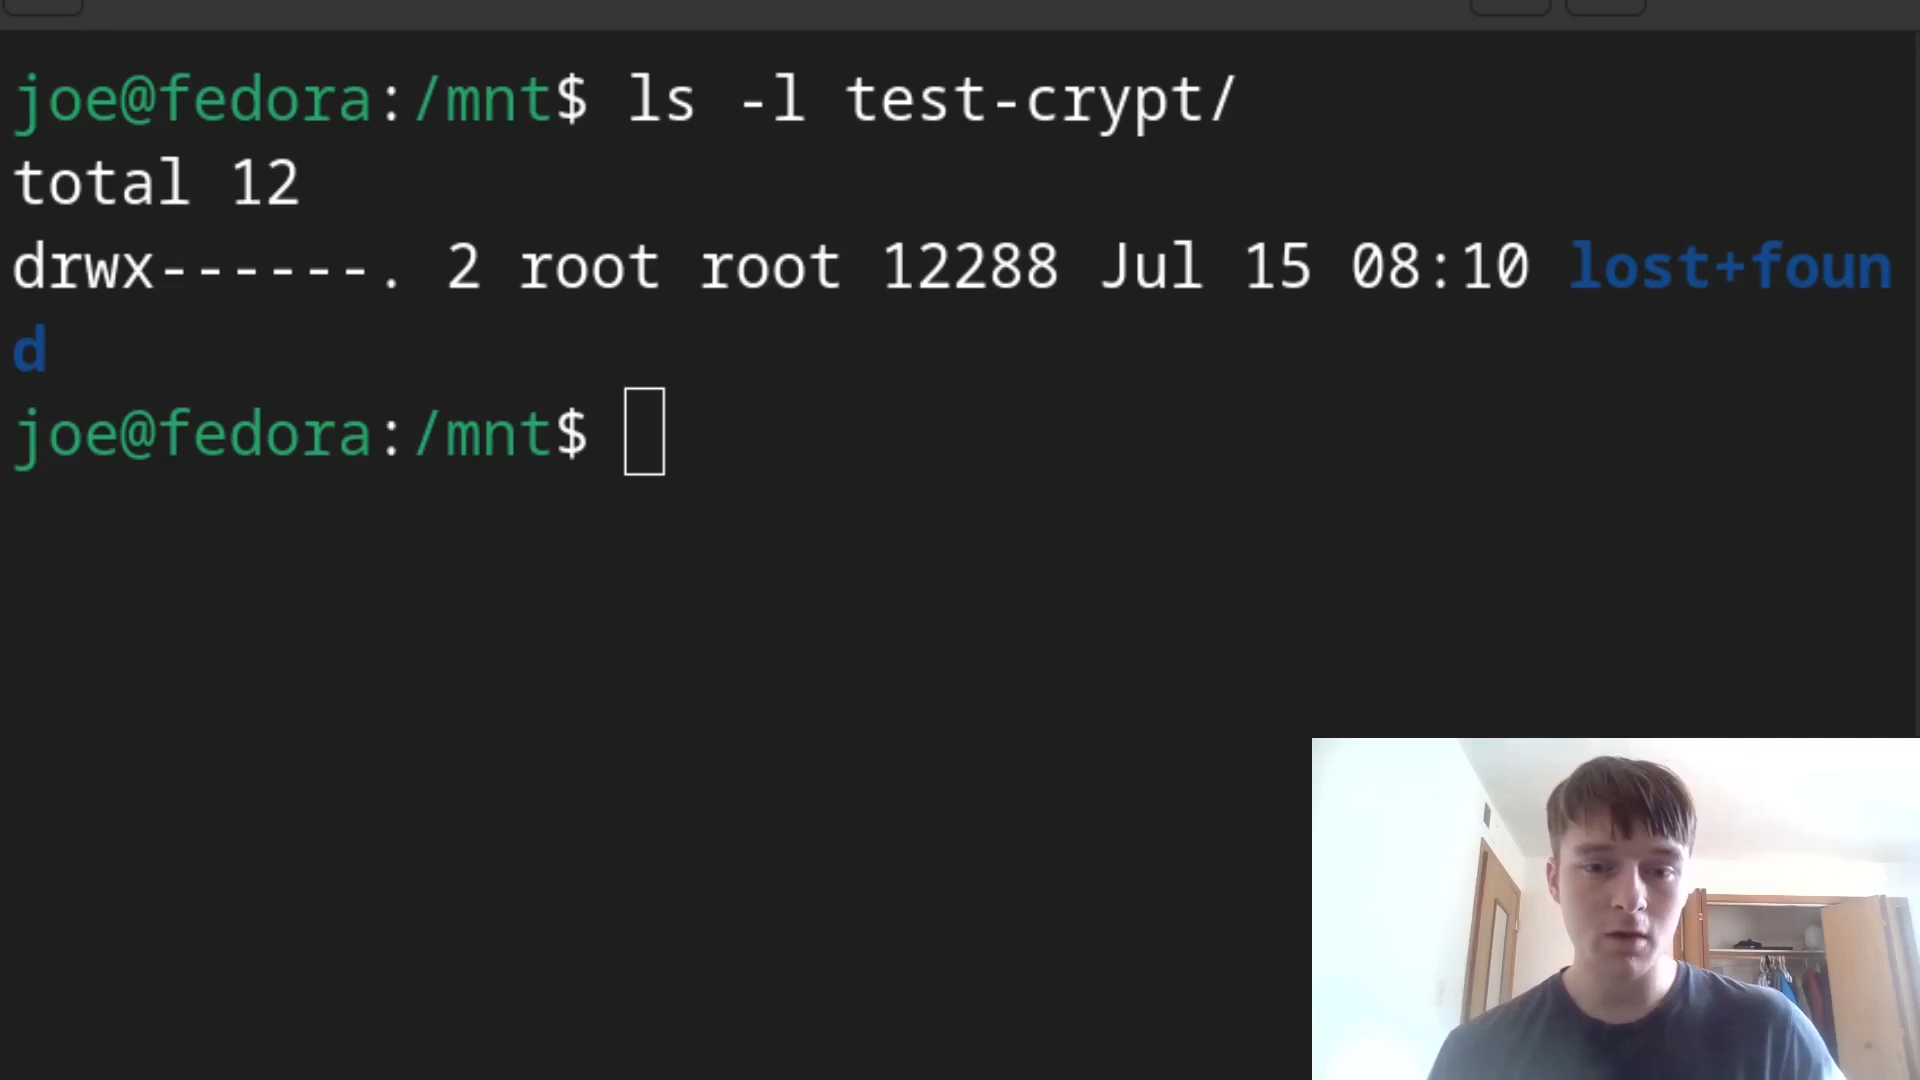 joe@fedora:/mnt$ ls -l test-crypt/
total 12
drwx------. 2 root root 12288 Jul 15 08:10 lost+foun
d
joe@fedora:/mnt$